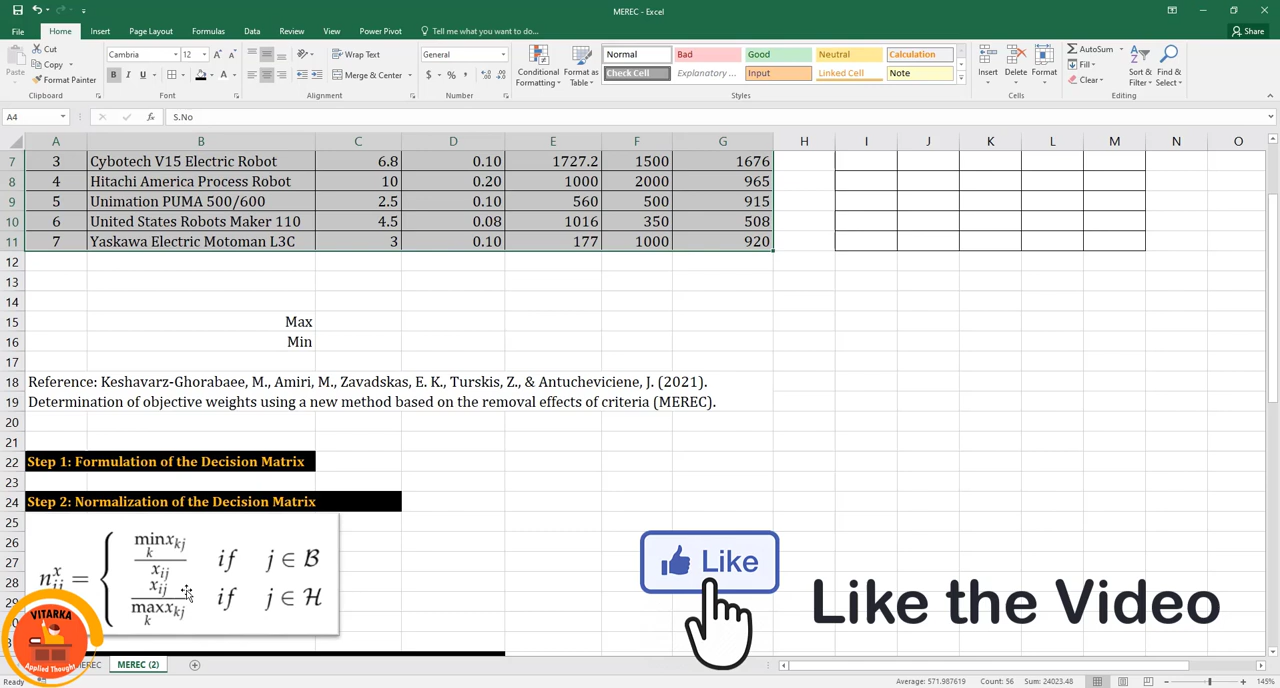 MEREC - Excel
File Home Insert Page Layout Formulas Data Review View Power Pivot Tell me what you want to do... Share
Cut
Copy
Format Painter
Paste
Clipboard
Cambria 12
B I U
Font
Wrap Text
Merge & Center
Alignment
General
$ % ,
Number
Conditional Formatting
Format as Table
Normal Bad Good Neutral Calculation
Check Cell Explanatory ... Input Linked Cell Note
Styles
Insert Delete Format
Cells
AutoSum
Fill
Clear
Sort & Filter
Find & Select
Editing
A4 fx S.No
A B C D E F G H I J K L M N O
7 3 Cybotech V15 Electric Robot 6.8 0.10 1727.2 1500 1676
8 4 Hitachi America Process Robot 10 0.20 1000 2000 965
9 5 Unimation PUMA 500/600 2.5 0.10 560 500 915
10 6 United States Robots Maker 110 4.5 0.08 1016 350 508
11 7 Yaskawa Electric Motoman L3C 3 0.10 177 1000 920
12
13
14
15 Max
16 Min
17
18 Reference: Keshavarz-Ghorabaee, M., Amiri, M., Zavadskas, E. K., Turskis, Z., & Antucheviciene, J. (2021).
19 Determination of objective weights using a new method based on the removal effects of criteria (MEREC).
20
21
22 Step 1: Formulation of the Decision Matrix
23
24 Step 2: Normalization of the Decision Matrix
25
26
27
28
n^x_ij = { min_k x_kj / x_ij if j ∈ B
x_ij / max_k x_kj if j ∈ H
Like
Like the Video
VITARKA
Applied Thought
MEREC (2)
Ready
Average: 571.987619 Count: 56 Sum: 24023.48 145%